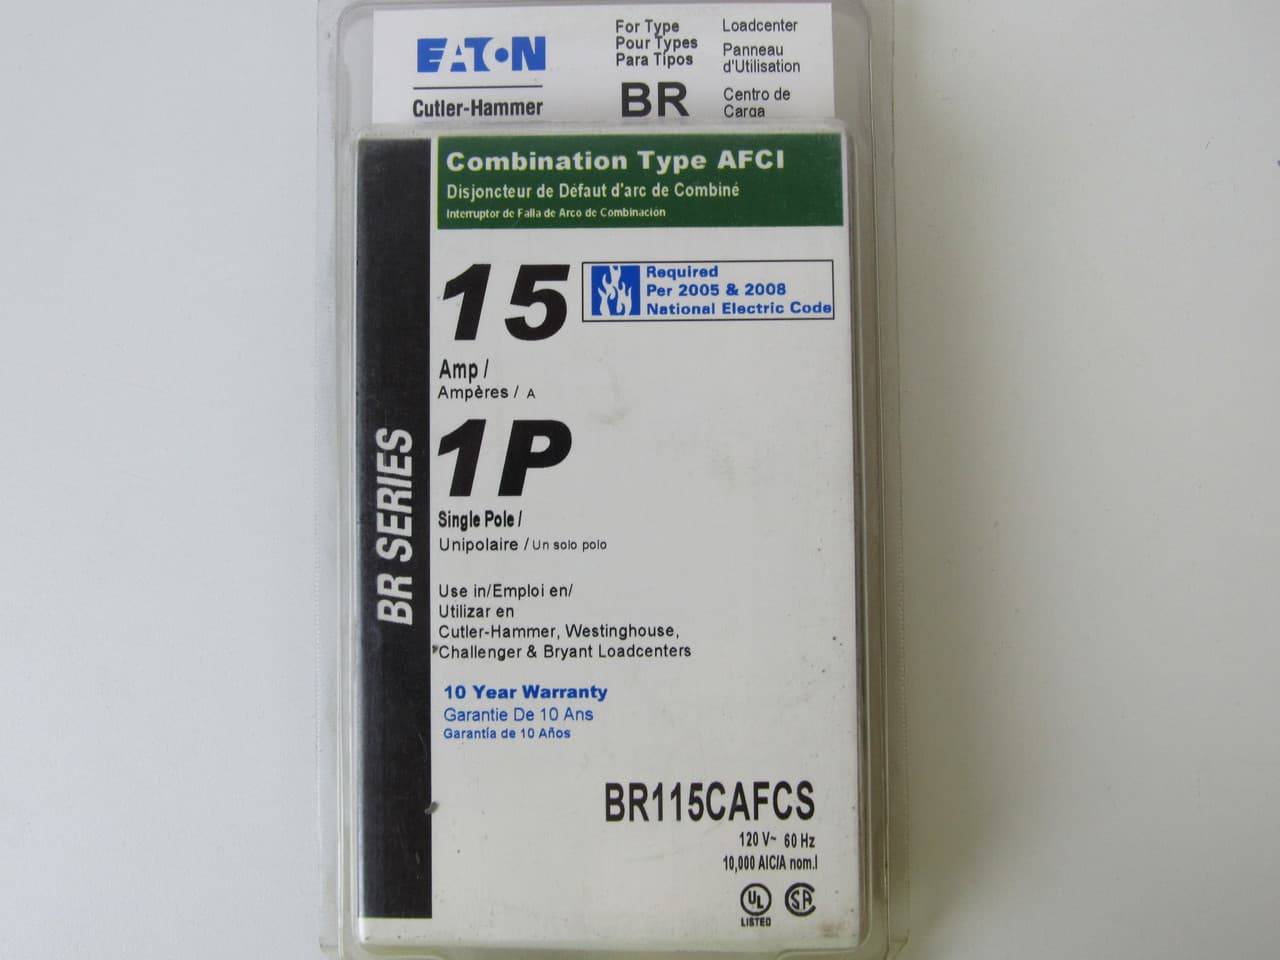 EATON
Cutler-Hammer
For Type
Pour Types
Para Tipos
BR
Loadcenter
Panneau
d'Utilisation
Centro de
Carga
Combination Type AFCI
Disjoncteur de Défaut d'arc de Combiné
Interruptor de Falla de Arco de Combinación
15
Amp /
Ampères / A
Required
Per 2005 & 2008
National Electric Code
1P
Single Pole /
Unipolaire / Un solo polo
BR SERIES
Use in/Emploi en/
Utilizar en
Cutler-Hammer, Westinghouse,
Challenger & Bryant Loadcenters
10 Year Warranty
Garantie De 10 Ans
Garantía de 10 Años
BR115CAFCS
120 V~ 60 Hz
10,000 AIC/A nom.I
UL
LISTED
SA